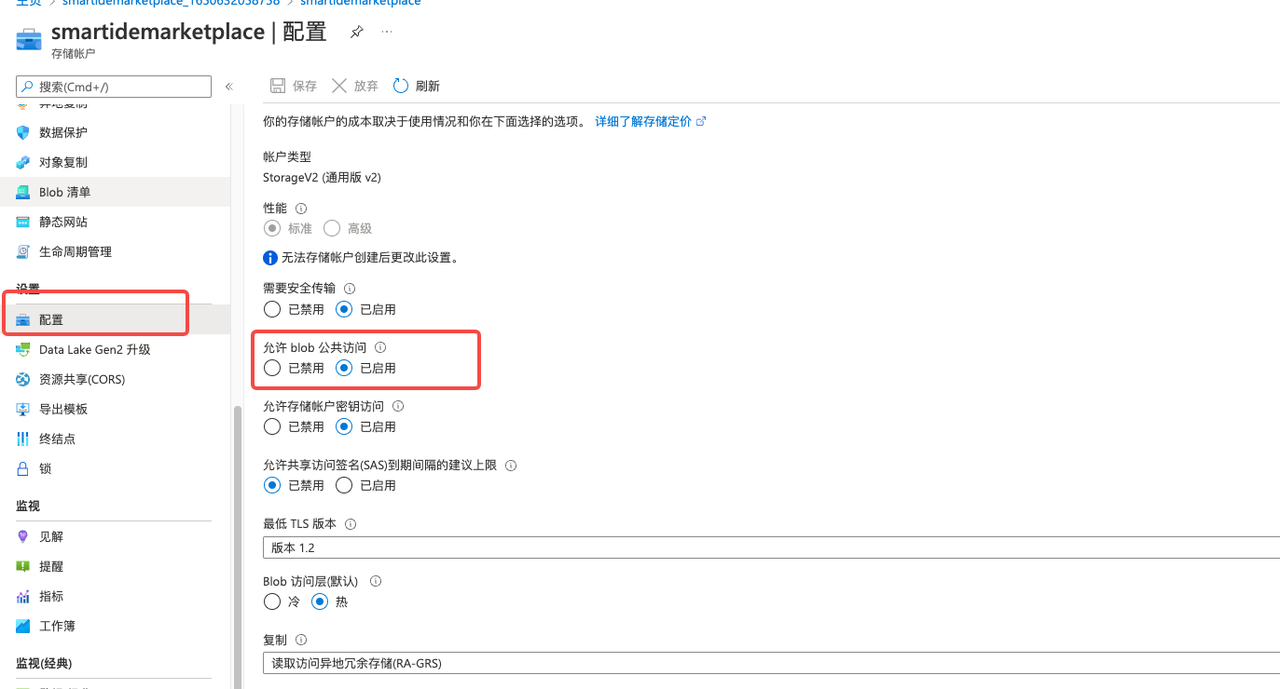 主页 > smartidemarketplace_1650632038738 > smartidemarketplace
smartidemarketplace | 配置
存储帐户
搜索(Cmd+/)
«
保存
放弃
刷新
异地复制
数据保护
对象复制
Blob 清单
静态网站
生命周期管理
设置
配置
Data Lake Gen2 升级
资源共享(CORS)
导出模板
终结点
锁
监视
见解
提醒
指标
工作簿
监视(经典)
你的存储帐户的成本取决于使用情况和你在下面选择的选项。 详细了解存储定价
帐户类型
StorageV2 (通用版 v2)
性能
标准 高级
无法存储帐户创建后更改此设置。
需要安全传输
已禁用 已启用
允许 blob 公共访问
已禁用 已启用
允许存储帐户密钥访问
已禁用 已启用
允许共享访问签名(SAS)到期间隔的建议上限
已禁用 已启用
最低 TLS 版本
版本 1.2
Blob 访问层(默认)
冷 热
复制
读取访问异地冗余存储(RA-GRS)